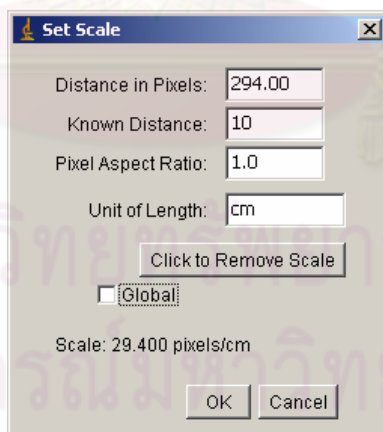 Set Scale
Distance in Pixels: 294.00
Known Distance: 10
Pixel Aspect Ratio: 1.0
Unit of Length: cm
Click to Remove Scale
Global
Scale: 29.400 pixels/cm
OK Cancel